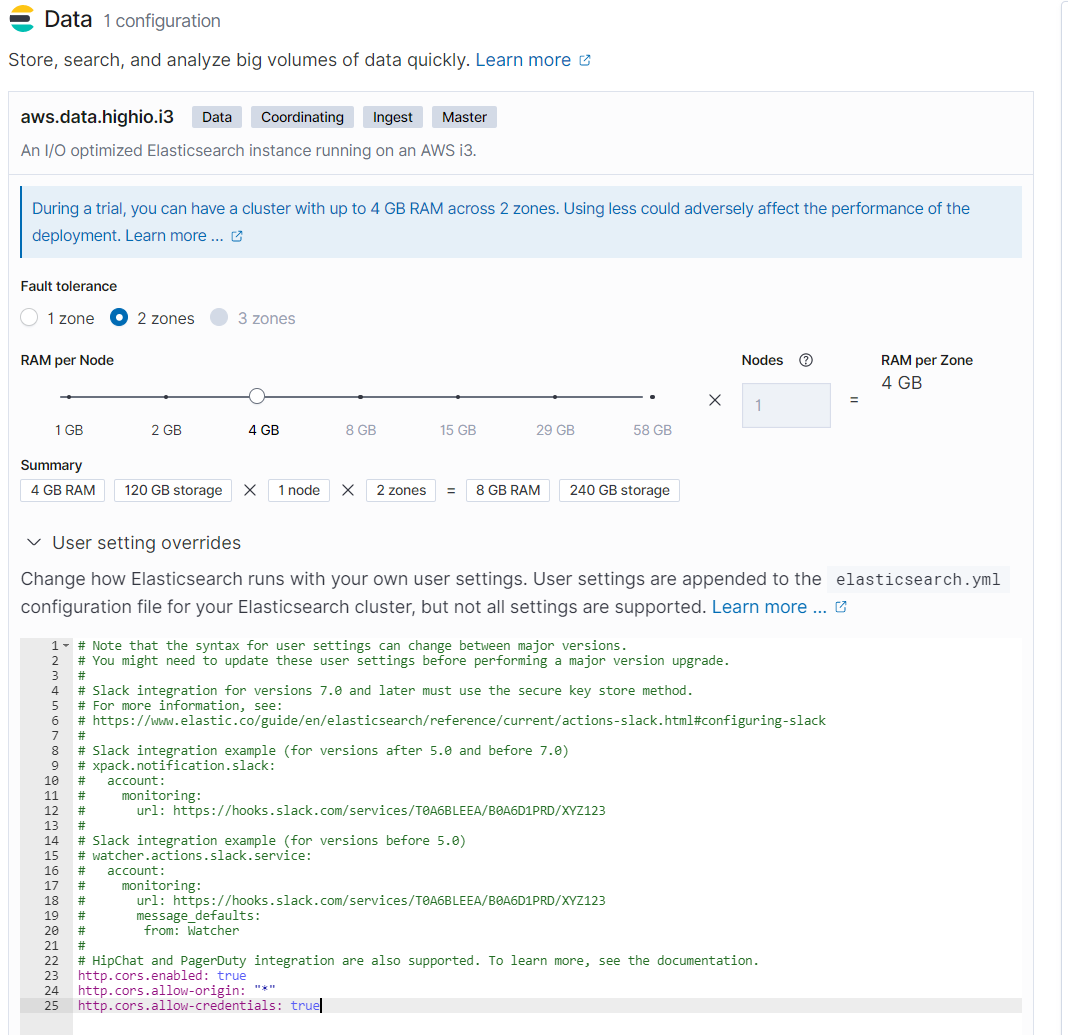 Data 1 configuration
Store, search, and analyze big volumes of data quickly. Learn more
aws.data.highio.i3 Data Coordinating Ingest Master
An I/O optimized Elasticsearch instance running on an AWS i3.
During a trial, you can have a cluster with up to 4 GB RAM across 2 zones. Using less could adversely affect the performance of the
deployment. Learn more ...
Fault tolerance
1 zone 2 zones 3 zones
RAM per Node Nodes RAM per Zone
4 GB
× 1 =
1 GB 2 GB 4 GB 8 GB 15 GB 29 GB 58 GB
Summary
4 GB RAM 120 GB storage × 1 node × 2 zones = 8 GB RAM 240 GB storage
User setting overrides
Change how Elasticsearch runs with your own user settings. User settings are appended to the elasticsearch.yml
configuration file for your Elasticsearch cluster, but not all settings are supported. Learn more ...
1 # Note that the syntax for user settings can change between major versions.
2 # You might need to update these user settings before performing a major version upgrade.
3 #
4 # Slack integration for versions 7.0 and later must use the secure key store method.
5 # For more information, see:
6 # https://www.elastic.co/guide/en/elasticsearch/reference/current/actions-slack.html#configuring-slack
7 #
8 # Slack integration example (for versions after 5.0 and before 7.0)
9 # xpack.notification.slack:
10 #   account:
11 #     monitoring:
12 #       url: https://hooks.slack.com/services/T0A6BLEEA/B0A6D1PRD/XYZ123
13 #
14 # Slack integration example (for versions before 5.0)
15 # watcher.actions.slack.service:
16 #   account:
17 #     monitoring:
18 #       url: https://hooks.slack.com/services/T0A6BLEEA/B0A6D1PRD/XYZ123
19 #       message_defaults:
20 #        from: Watcher
21 #
22 # HipChat and PagerDuty integration are also supported. To learn more, see the documentation.
23 http.cors.enabled: true
24 http.cors.allow-origin: "*"
25 http.cors.allow-credentials: true